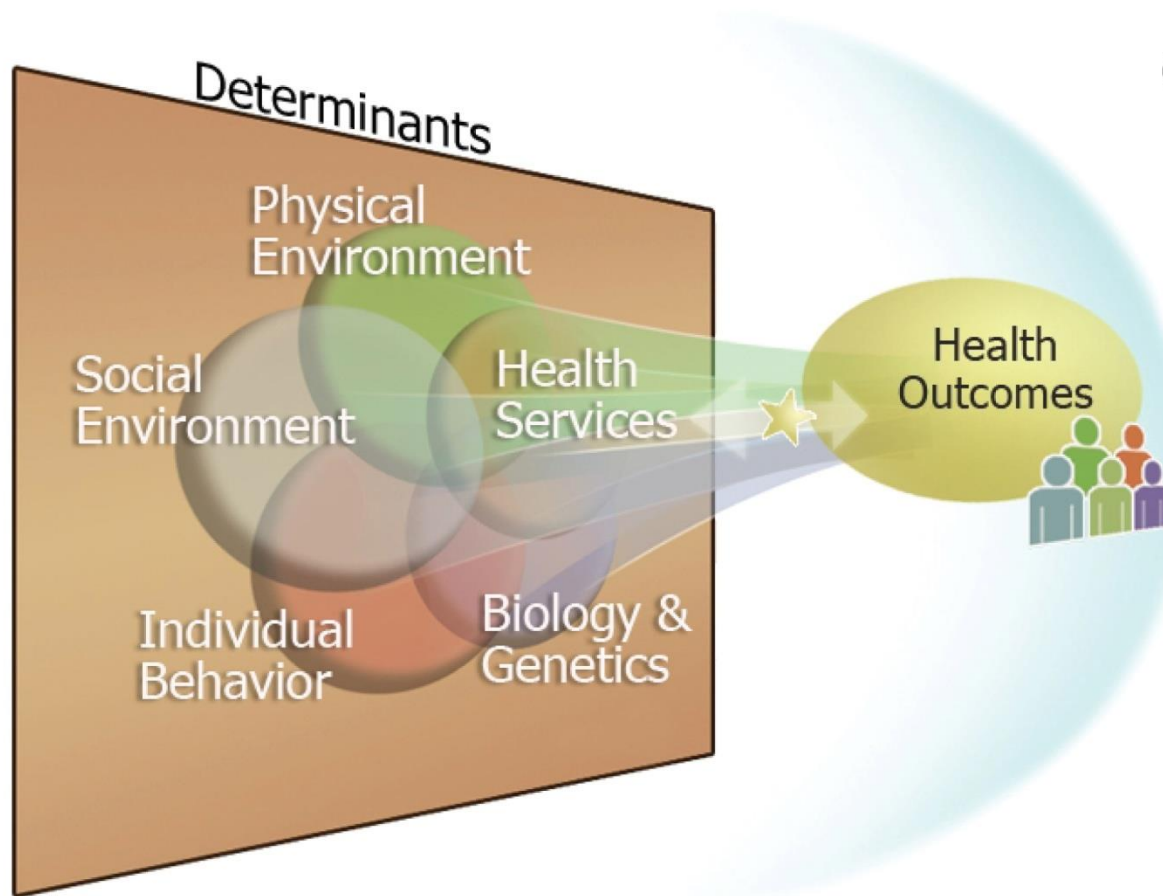 Determinants
Physical
Environment
Social
Environment
Health
Services
Individual
Behavior
Biology &
Genetics
Health
Outcomes